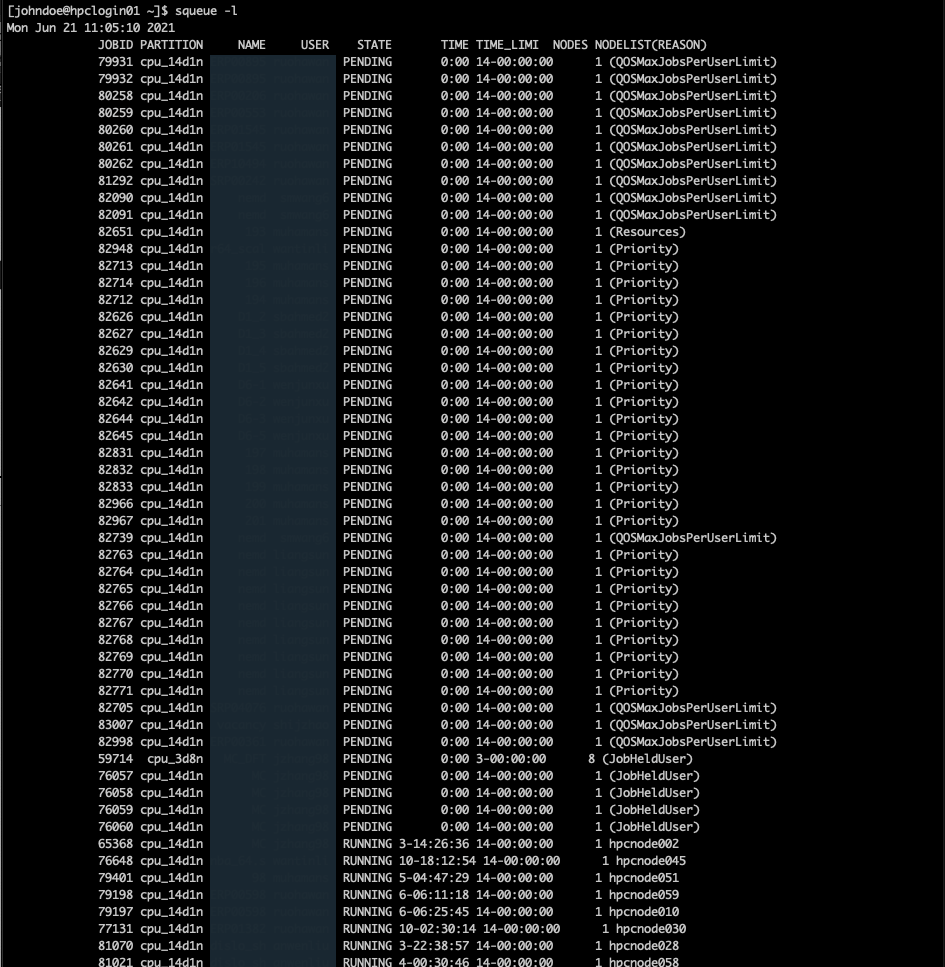 [johndoe@hpclogin01 ~]$ squeue -l
Mon Jun 21 11:05:10 2021
JOBID PARTITION NAME USER STATE TIME TIME_LIMI NODES NODELIST(REASON)
79931 cpu_14d1n PENDING 0:00 14-00:00:00 1 (QOSMaxJobsPerUserLimit)
79932 cpu_14d1n PENDING 0:00 14-00:00:00 1 (QOSMaxJobsPerUserLimit)
80258 cpu_14d1n PENDING 0:00 14-00:00:00 1 (QOSMaxJobsPerUserLimit)
80259 cpu_14d1n PENDING 0:00 14-00:00:00 1 (QOSMaxJobsPerUserLimit)
80260 cpu_14d1n PENDING 0:00 14-00:00:00 1 (QOSMaxJobsPerUserLimit)
80261 cpu_14d1n PENDING 0:00 14-00:00:00 1 (QOSMaxJobsPerUserLimit)
80262 cpu_14d1n PENDING 0:00 14-00:00:00 1 (QOSMaxJobsPerUserLimit)
81292 cpu_14d1n PENDING 0:00 14-00:00:00 1 (QOSMaxJobsPerUserLimit)
82090 cpu_14d1n PENDING 0:00 14-00:00:00 1 (QOSMaxJobsPerUserLimit)
82091 cpu_14d1n PENDING 0:00 14-00:00:00 1 (QOSMaxJobsPerUserLimit)
82651 cpu_14d1n PENDING 0:00 14-00:00:00 1 (Resources)
82948 cpu_14d1n PENDING 0:00 14-00:00:00 1 (Priority)
82713 cpu_14d1n PENDING 0:00 14-00:00:00 1 (Priority)
82714 cpu_14d1n PENDING 0:00 14-00:00:00 1 (Priority)
82712 cpu_14d1n PENDING 0:00 14-00:00:00 1 (Priority)
82626 cpu_14d1n PENDING 0:00 14-00:00:00 1 (Priority)
82627 cpu_14d1n PENDING 0:00 14-00:00:00 1 (Priority)
82629 cpu_14d1n PENDING 0:00 14-00:00:00 1 (Priority)
82630 cpu_14d1n PENDING 0:00 14-00:00:00 1 (Priority)
82641 cpu_14d1n PENDING 0:00 14-00:00:00 1 (Priority)
82642 cpu_14d1n PENDING 0:00 14-00:00:00 1 (Priority)
82644 cpu_14d1n PENDING 0:00 14-00:00:00 1 (Priority)
82645 cpu_14d1n PENDING 0:00 14-00:00:00 1 (Priority)
82831 cpu_14d1n PENDING 0:00 14-00:00:00 1 (Priority)
82832 cpu_14d1n PENDING 0:00 14-00:00:00 1 (Priority)
82833 cpu_14d1n PENDING 0:00 14-00:00:00 1 (Priority)
82966 cpu_14d1n PENDING 0:00 14-00:00:00 1 (Priority)
82967 cpu_14d1n PENDING 0:00 14-00:00:00 1 (Priority)
82739 cpu_14d1n PENDING 0:00 14-00:00:00 1 (QOSMaxJobsPerUserLimit)
82763 cpu_14d1n PENDING 0:00 14-00:00:00 1 (Priority)
82764 cpu_14d1n PENDING 0:00 14-00:00:00 1 (Priority)
82765 cpu_14d1n PENDING 0:00 14-00:00:00 1 (Priority)
82766 cpu_14d1n PENDING 0:00 14-00:00:00 1 (Priority)
82767 cpu_14d1n PENDING 0:00 14-00:00:00 1 (Priority)
82768 cpu_14d1n PENDING 0:00 14-00:00:00 1 (Priority)
82769 cpu_14d1n PENDING 0:00 14-00:00:00 1 (Priority)
82770 cpu_14d1n PENDING 0:00 14-00:00:00 1 (Priority)
82771 cpu_14d1n PENDING 0:00 14-00:00:00 1 (Priority)
82705 cpu_14d1n PENDING 0:00 14-00:00:00 1 (QOSMaxJobsPerUserLimit)
83007 cpu_14d1n PENDING 0:00 14-00:00:00 1 (QOSMaxJobsPerUserLimit)
82998 cpu_14d1n PENDING 0:00 14-00:00:00 1 (QOSMaxJobsPerUserLimit)
59714 cpu_3d8n PENDING 0:00 3-00:00:00 8 (JobHeldUser)
76057 cpu_14d1n PENDING 0:00 14-00:00:00 1 (JobHeldUser)
76058 cpu_14d1n PENDING 0:00 14-00:00:00 1 (JobHeldUser)
76059 cpu_14d1n PENDING 0:00 14-00:00:00 1 (JobHeldUser)
76060 cpu_14d1n PENDING 0:00 14-00:00:00 1 (JobHeldUser)
65368 cpu_14d1n RUNNING 3-14:26:36 14-00:00:00 1 hpcnode002
76648 cpu_14d1n RUNNING 10-18:12:54 14-00:00:00 1 hpcnode045
79401 cpu_14d1n RUNNING 5-04:47:29 14-00:00:00 1 hpcnode051
79198 cpu_14d1n RUNNING 6-06:11:18 14-00:00:00 1 hpcnode059
79197 cpu_14d1n RUNNING 6-06:25:45 14-00:00:00 1 hpcnode010
77131 cpu_14d1n RUNNING 10-02:30:14 14-00:00:00 1 hpcnode030
81070 cpu_14d1n RUNNING 3-22:38:57 14-00:00:00 1 hpcnode028
81021 cpu_14d1n RUNNING 4-00:30:46 14-00:00:00 1 hpcnode058